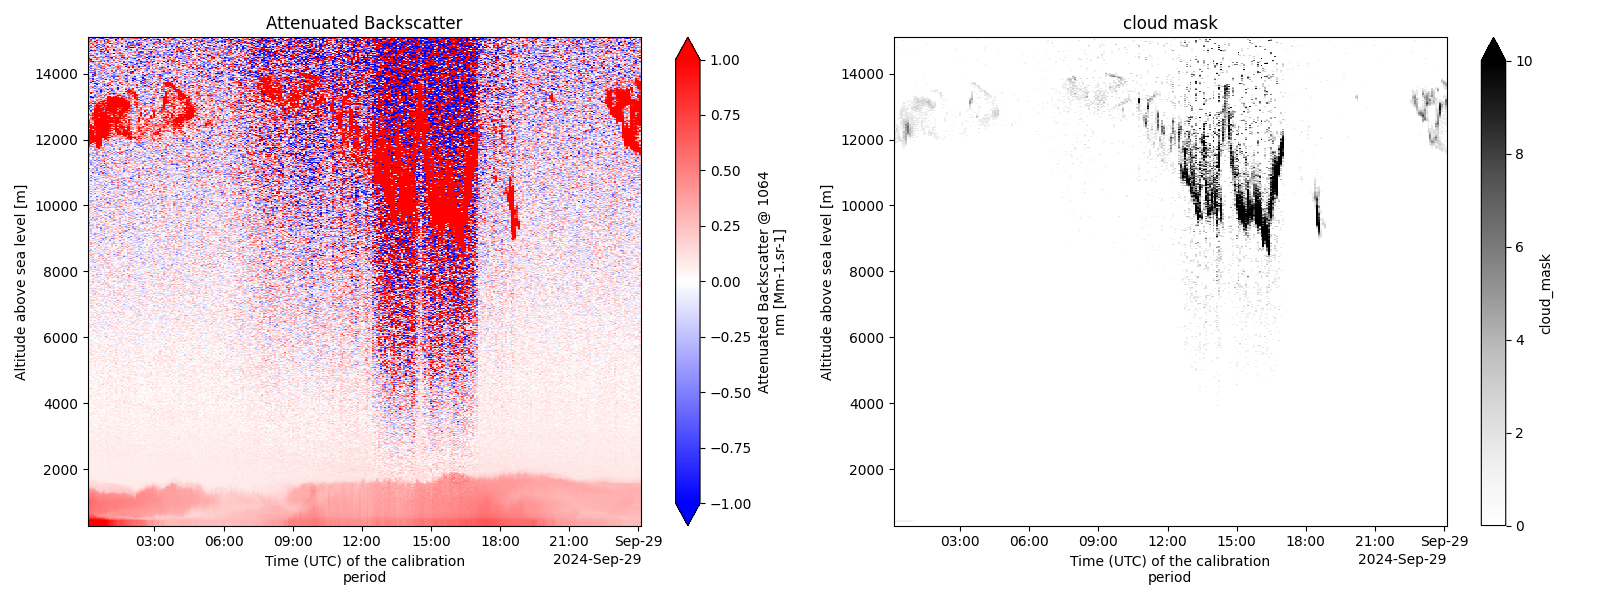 Attenuated Backscatter
14000
12000
10000
8000
6000
4000
2000
Altitude above sea level [m]
03:00 06:00 09:00 12:00 15:00 18:00 21:00 Sep-29
2024-Sep-29
Time (UTC) of the calibration
period
1.00
0.75
0.50
0.25
0.00
−0.25
−0.50
−0.75
−1.00
Attenuated Backscatter @ 1064
nm [Mm-1.sr-1]
cloud mask
14000
12000
10000
8000
6000
4000
2000
Altitude above sea level [m]
03:00 06:00 09:00 12:00 15:00 18:00 21:00 Sep-29
2024-Sep-29
Time (UTC) of the calibration
period
10
8
6
4
2
0
cloud_mask